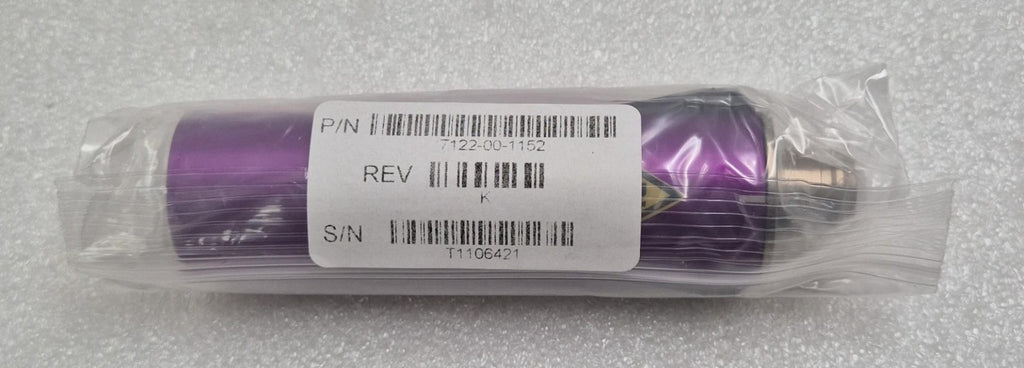 P/N
7122-00-1152
REV
K
S/N
T1106421